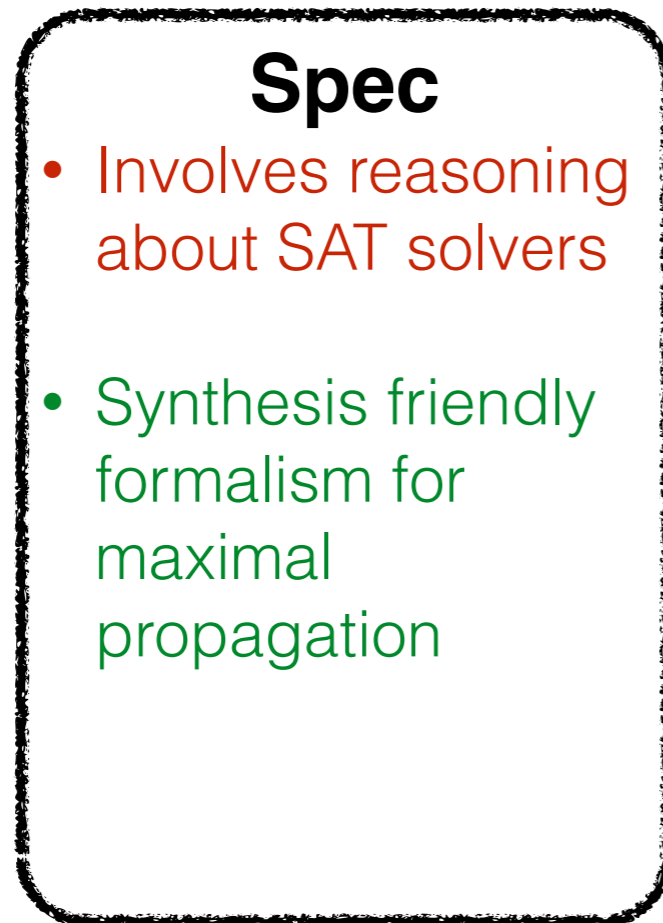 Spec
• Involves reasoning
about SAT solvers
• Synthesis friendly
formalism for
maximal
propagation